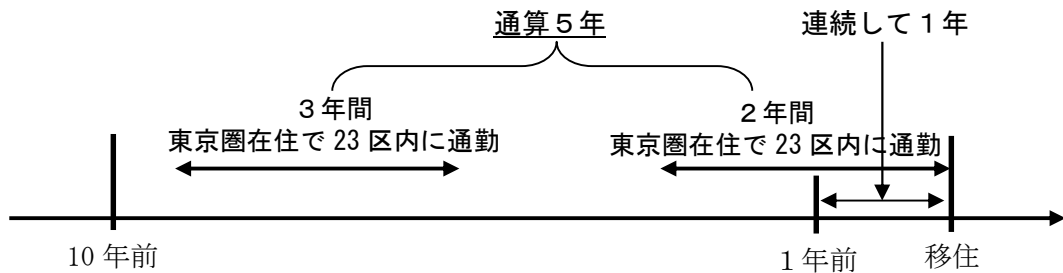 通算５年
連続して１年
３年間
東京圏在住で 23 区内に通勤
２年間
東京圏在住で 23 区内に通勤
10 年前
１年前
移住